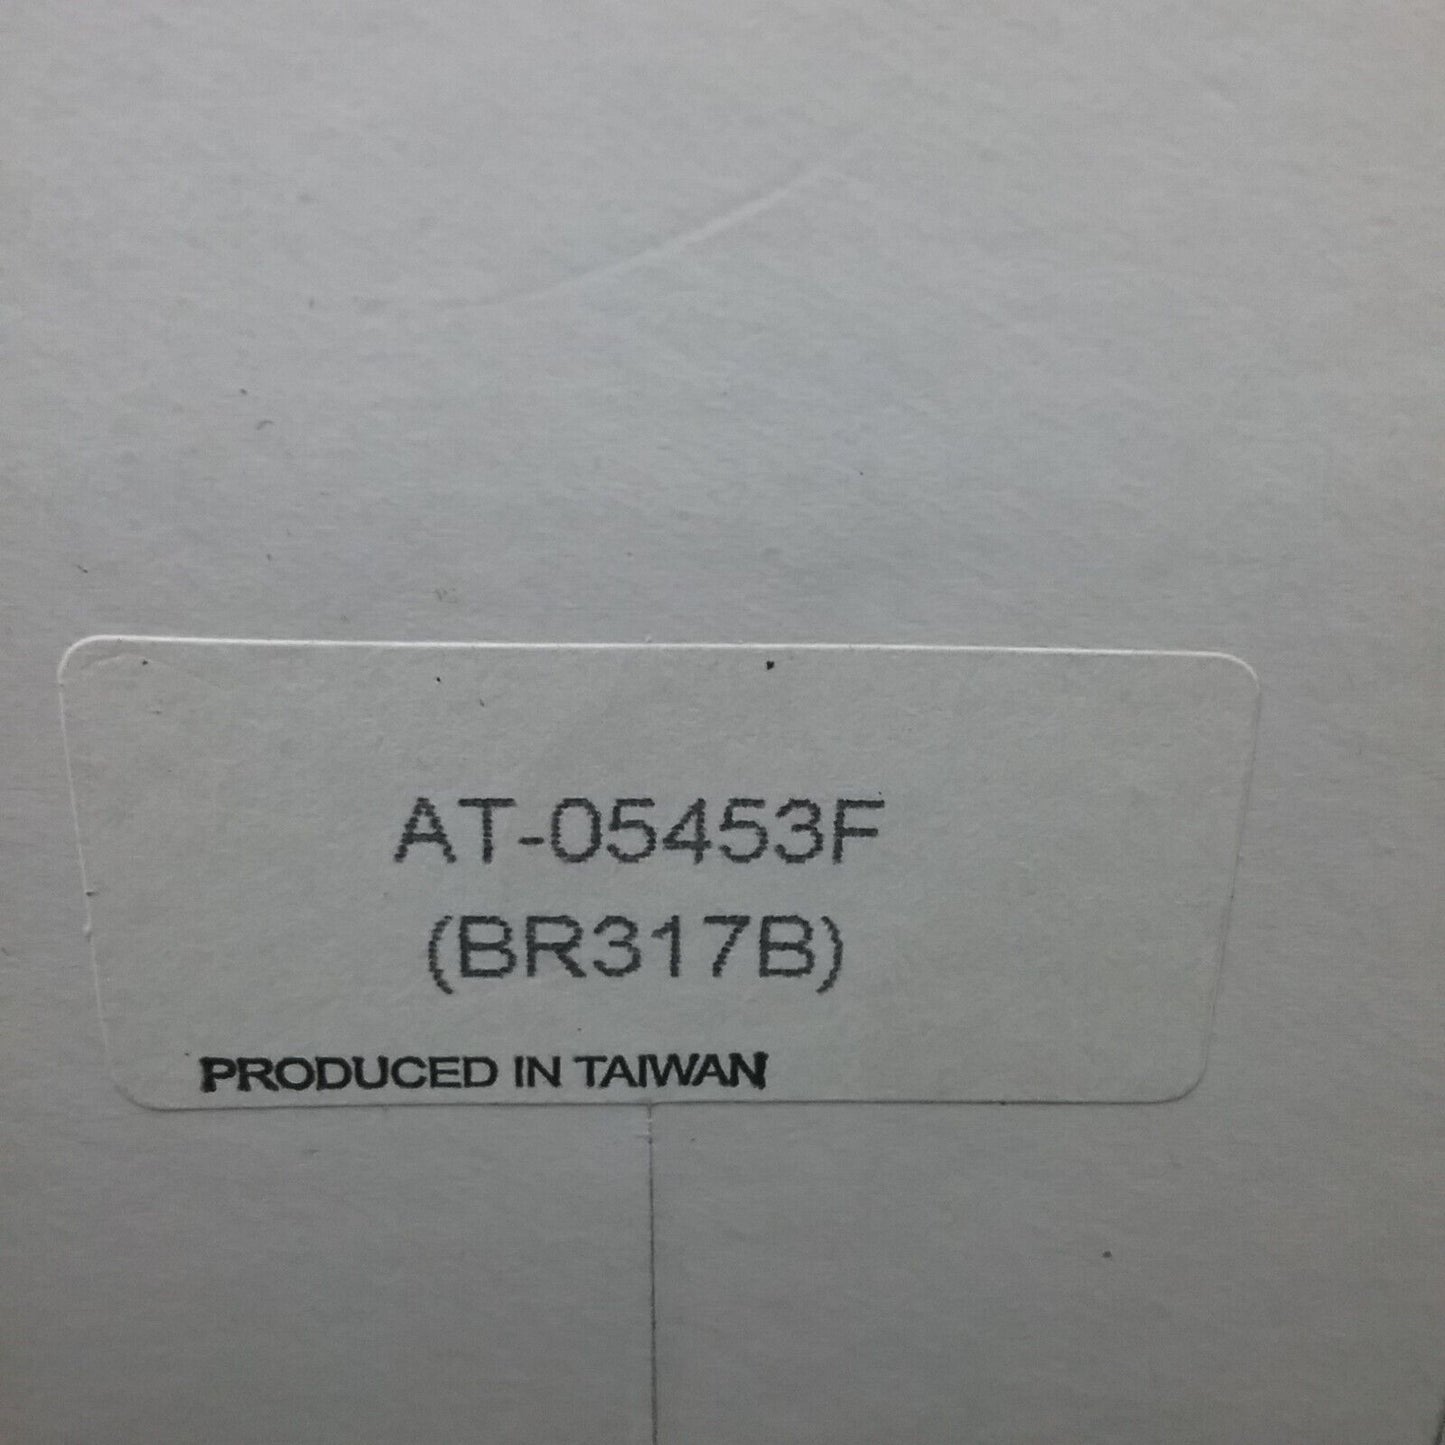 AT-05453F
(BR317B)
PRODUCED IN TAIWAN